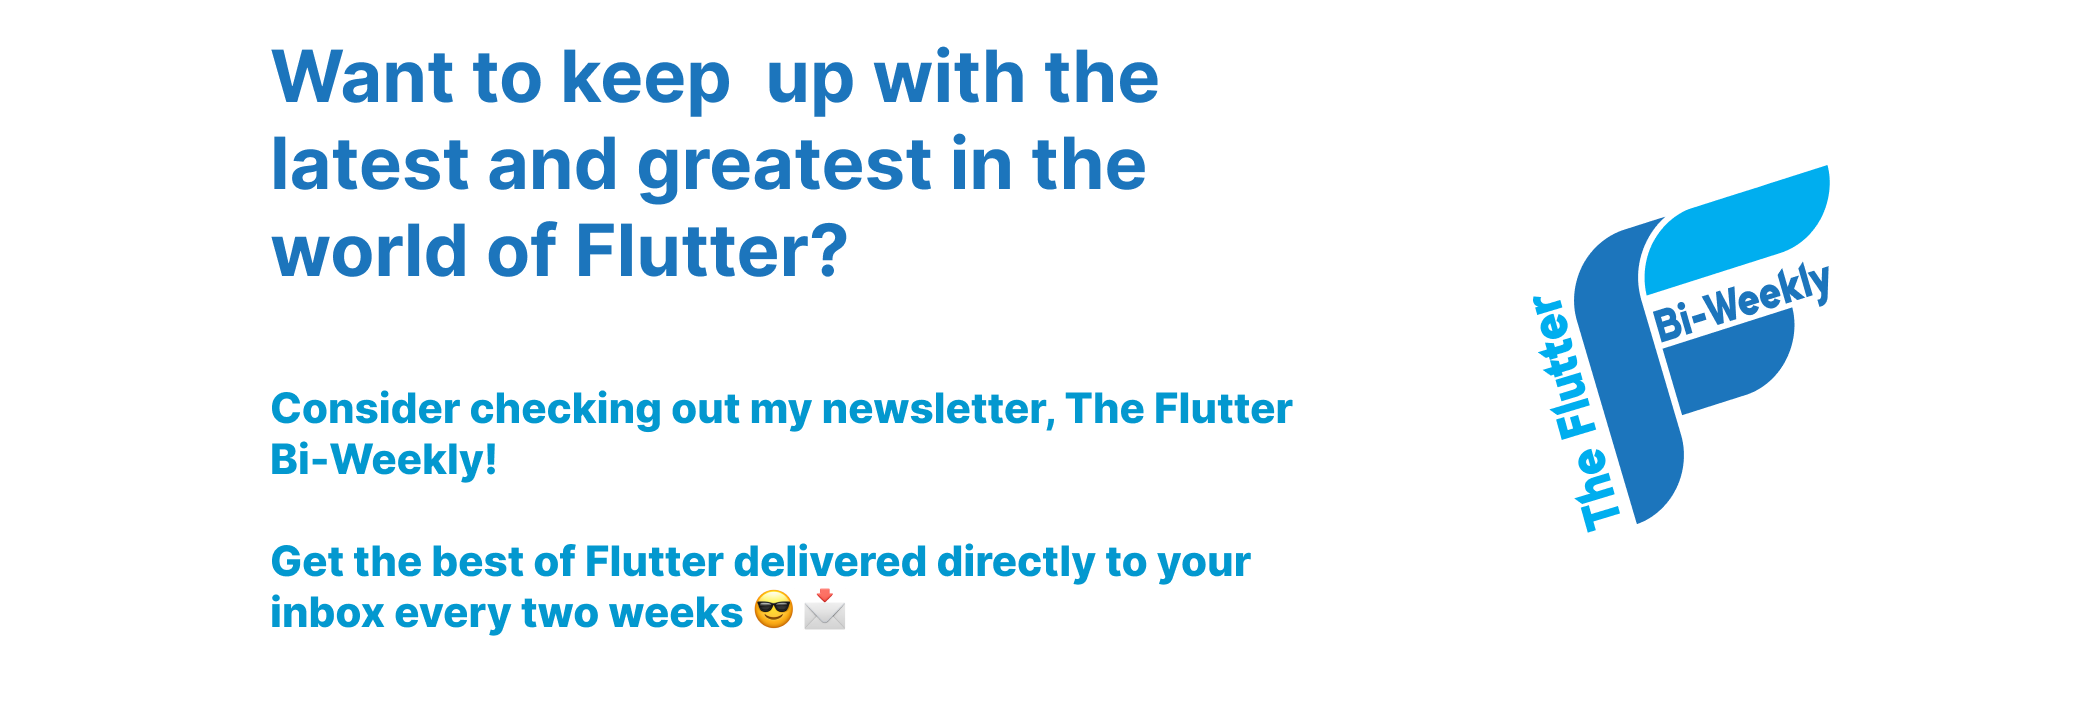 Want to keep  up with the
latest and greatest in the
world of Flutter?
Consider checking out my newsletter, The Flutter
Bi-Weekly!
Get the best of Flutter delivered directly to your
inbox every two weeks 😎 📩
The Flutter
Bi-Weekly